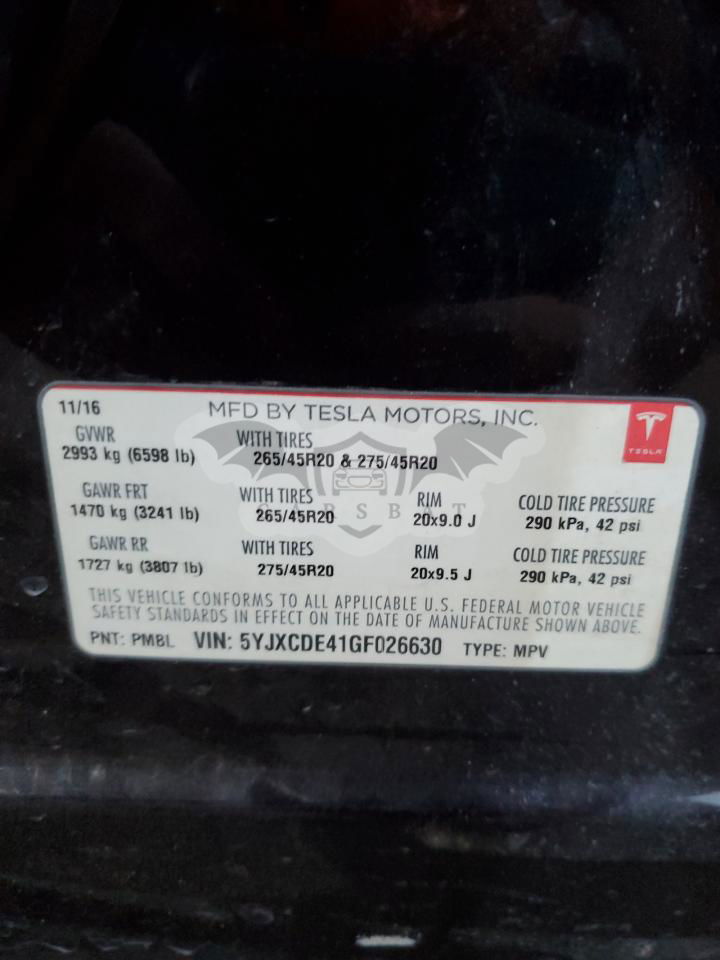 11/16 MFD BY TESLA MOTORS, INC.
TESLA
GVWR WITH TIRES
2993 kg (6598 lb) 265/45R20 & 275/45R20
GAWR FRT WITH TIRES RIM COLD TIRE PRESSURE
1470 kg (3241 lb) 265/45R20 20x9.0 J 290 kPa, 42 psi
CARSBAT
GAWR RR WITH TIRES RIM COLD TIRE PRESSURE
1727 kg (3807 lb) 275/45R20 20x9.5 J 290 kPa, 42 psi
THIS VEHICLE CONFORMS TO ALL APPLICABLE U.S. FEDERAL MOTOR VEHICLE
SAFETY STANDARDS IN EFFECT ON THE DATE OF MANUFACTURE SHOWN ABOVE.
PNT: PMBL VIN: 5YJXCDE41GF026630 TYPE: MPV